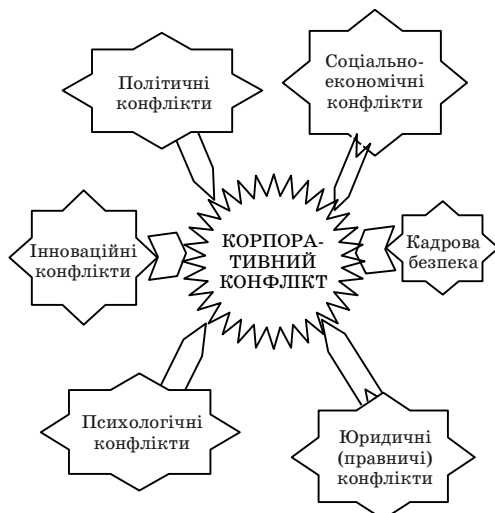 Політичні
конфлікти
Соціально-
економічні
конфлікти
Інноваційні
конфлікти
КОРПОРА-
ТИВНИЙ
КОНФЛІКТ
Кадрова
безпека
Психологічні
конфлікти
Юридичні
(правничі)
конфлікти